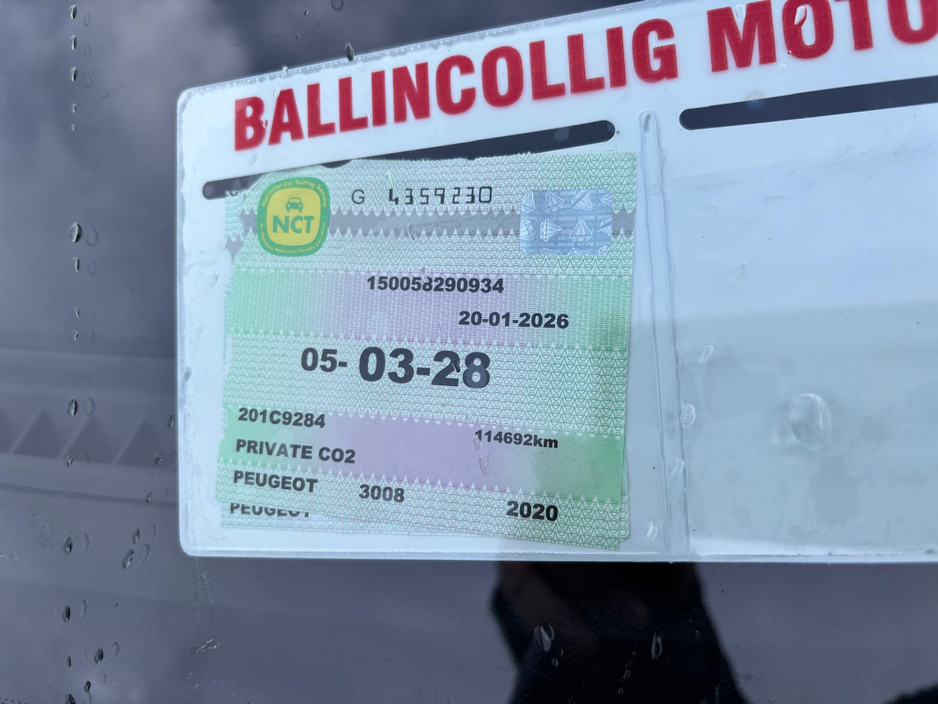 BALLINCOLLIG MOTO
NCT
G 4359230
150058290934
20-01-2026
05-03-28
201C9284
114692km
PRIVATE CO2
PEUGEOT 3008 2020
PEUGEOT